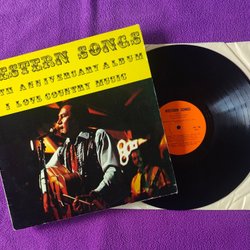 ESTERN SONGS
TH ANNIVERSARY ALBUM
I LOVE COUNTRY MUSIC
WESTERN SONGS